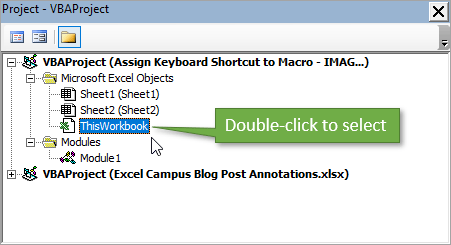 Project - VBAProject
VBAProject (Assign Keyboard Shortcut to Macro - IMAG...)
Microsoft Excel Objects
Sheet1 (Sheet1)
Sheet2 (Sheet2)
ThisWorkbook
Double-click to select
Modules
Module1
VBAProject (Excel Campus Blog Post Annotations.xlsx)